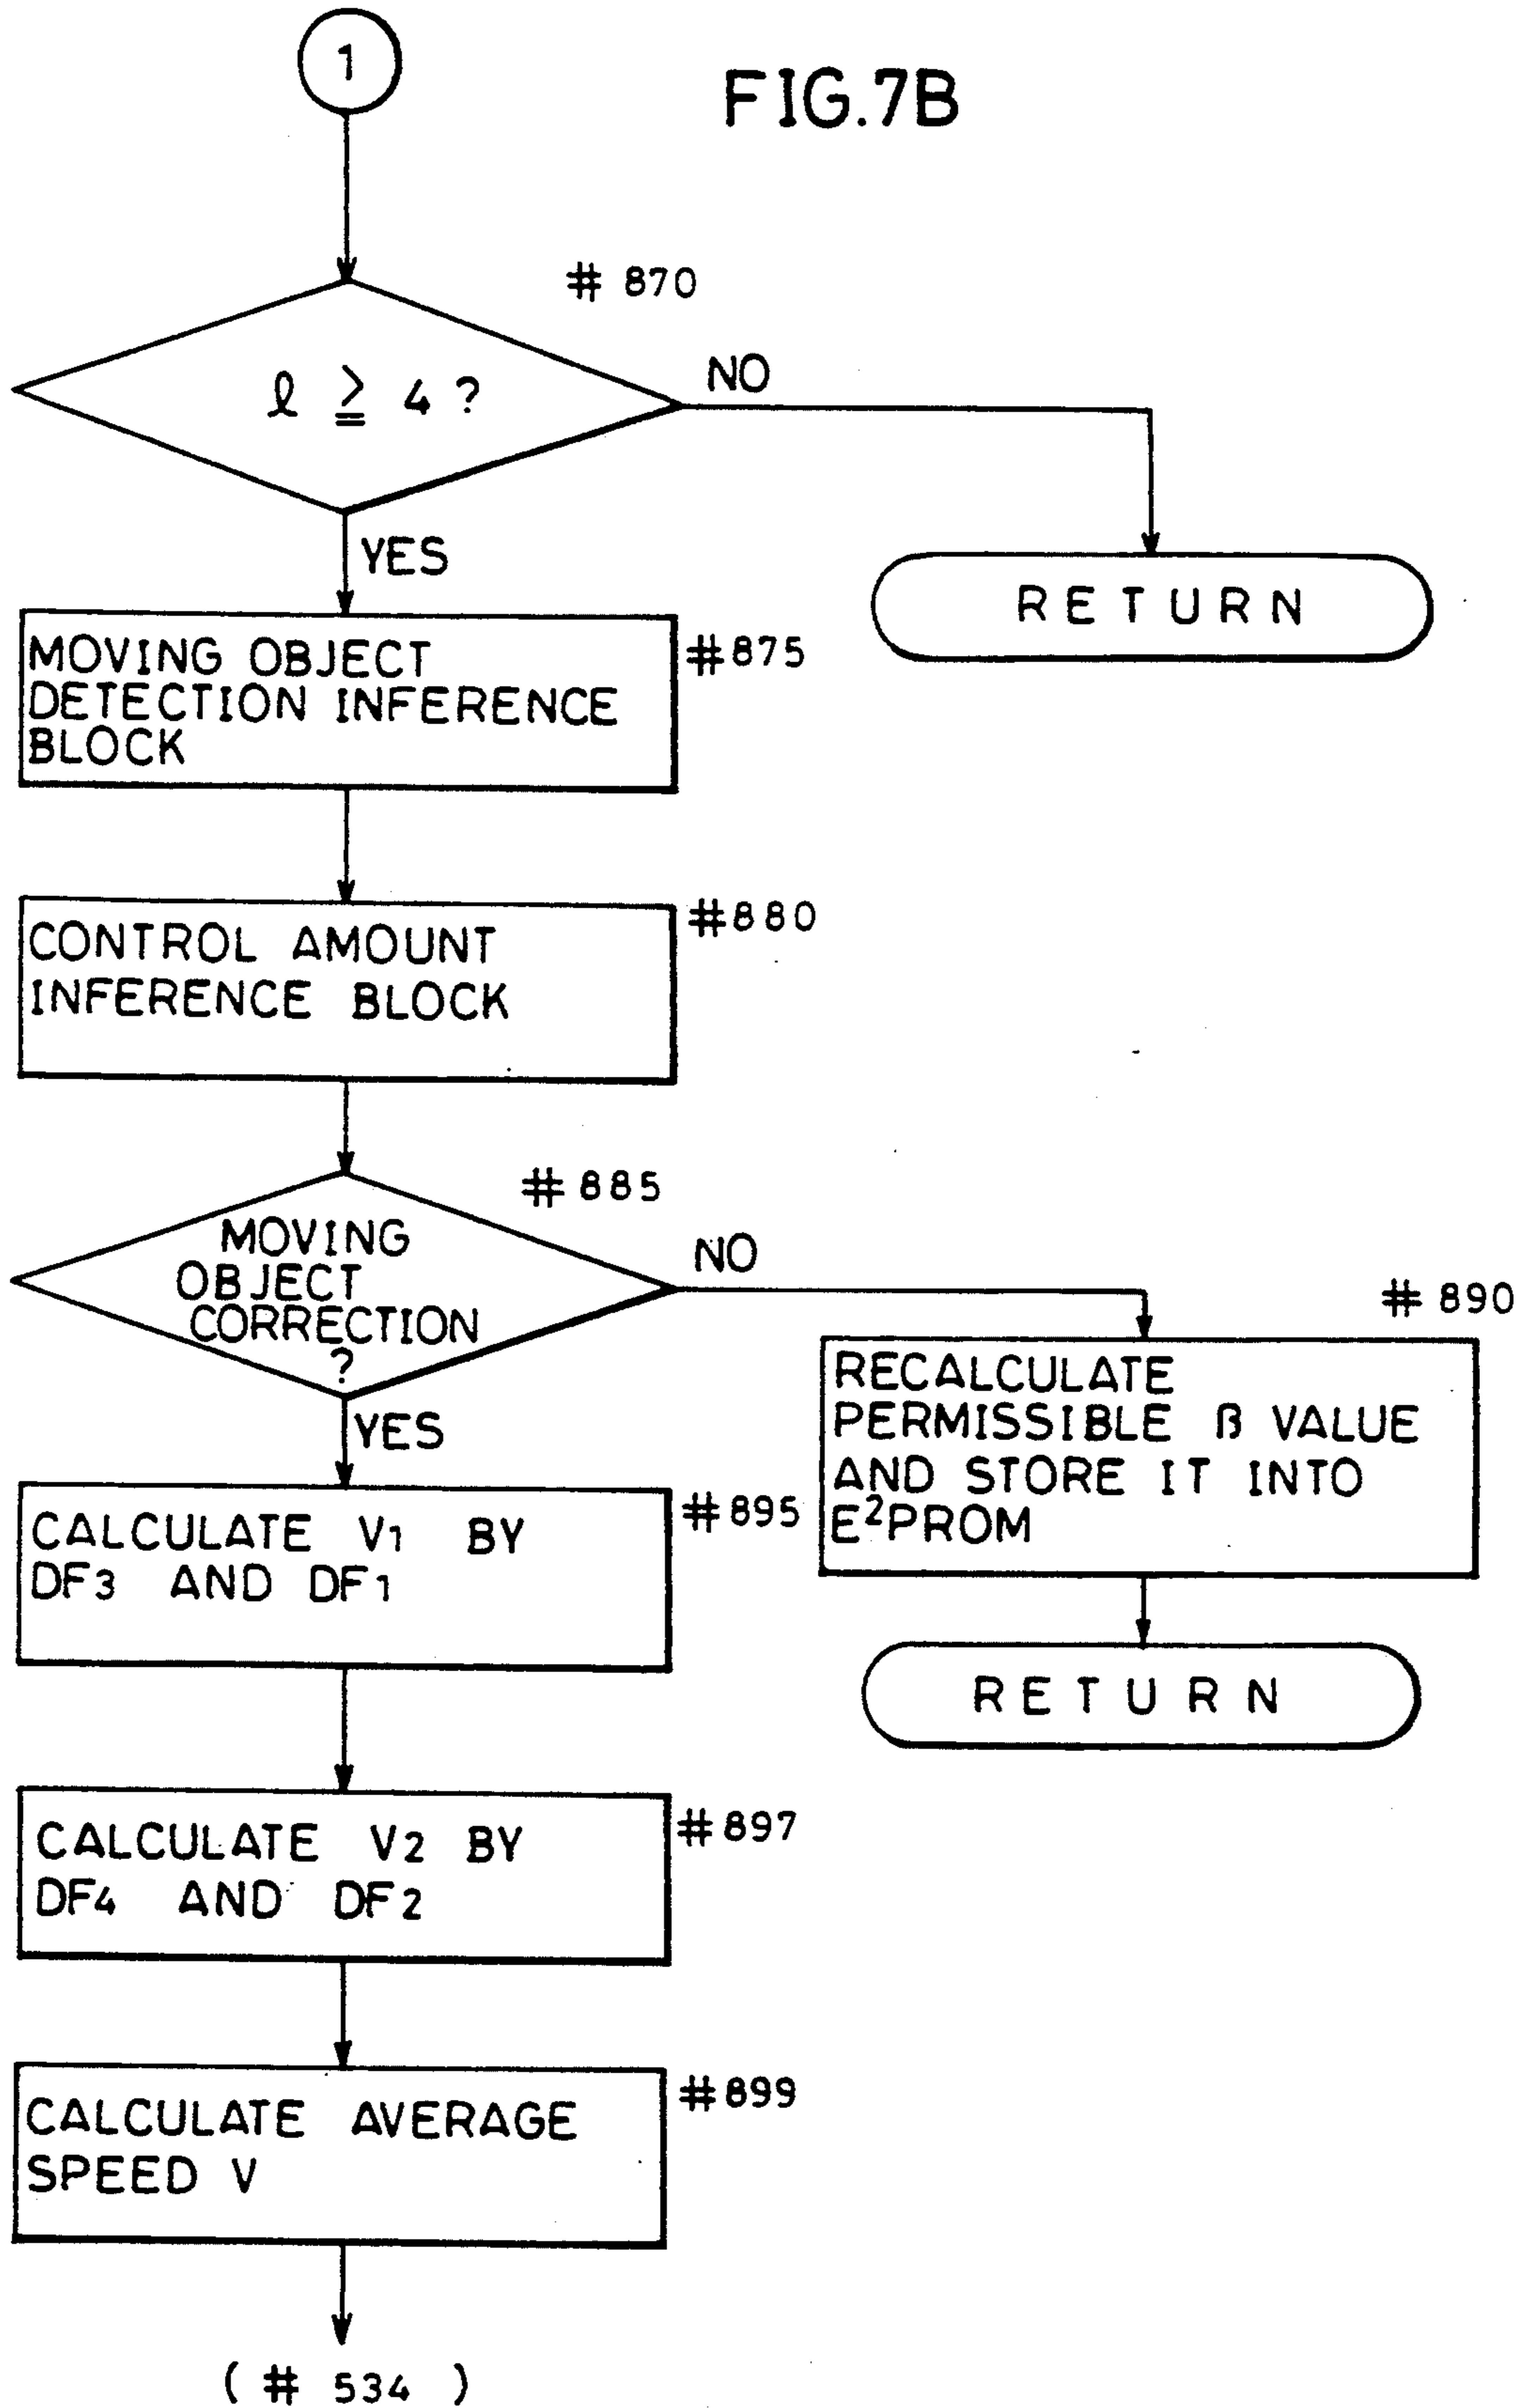 1
FIG.7B
# 870
ℓ ≧ 4 ?
NO
YES
RETURN
MOVING OBJECT
DETECTION INFERENCE
BLOCK
#875
CONTROL AMOUNT
INFERENCE BLOCK
#880
# 885
MOVING
OBJECT
CORRECTION
?
NO
YES
# 890
RECALCULATE
PERMISSIBLE β VALUE
AND STORE IT INTO
E²PROM
RETURN
CALCULATE V1 BY
DF3 AND DF1
#895
CALCULATE V2 BY
DF4 AND DF2
#897
CALCULATE AVERAGE
SPEED V
#899
( # 534 )